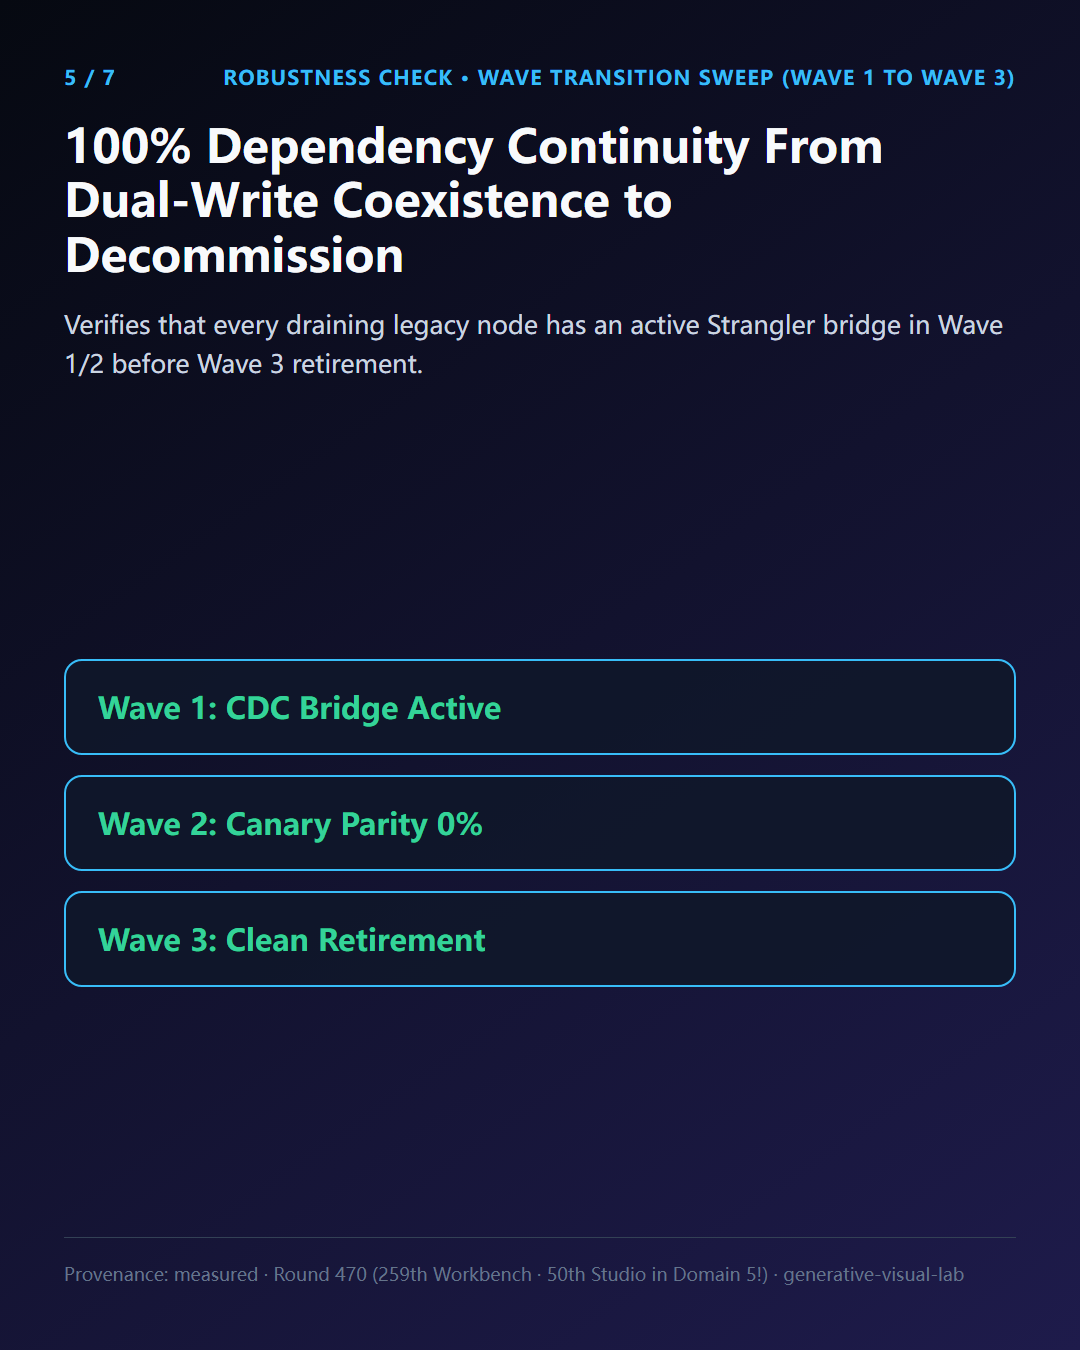 5 / 7
ROBUSTNESS CHECK • WAVE TRANSITION SWEEP (WAVE 1 TO WAVE 3)
100% Dependency Continuity From
Dual-Write Coexistence to
Decommission
Verifies that every draining legacy node has an active Strangler bridge in Wave
1/2 before Wave 3 retirement.
Wave 1: CDC Bridge Active
Wave 2: Canary Parity 0%
Wave 3: Clean Retirement
Provenance: measured · Round 470 (259th Workbench · 50th Studio in Domain 5!) · generative-visual-lab